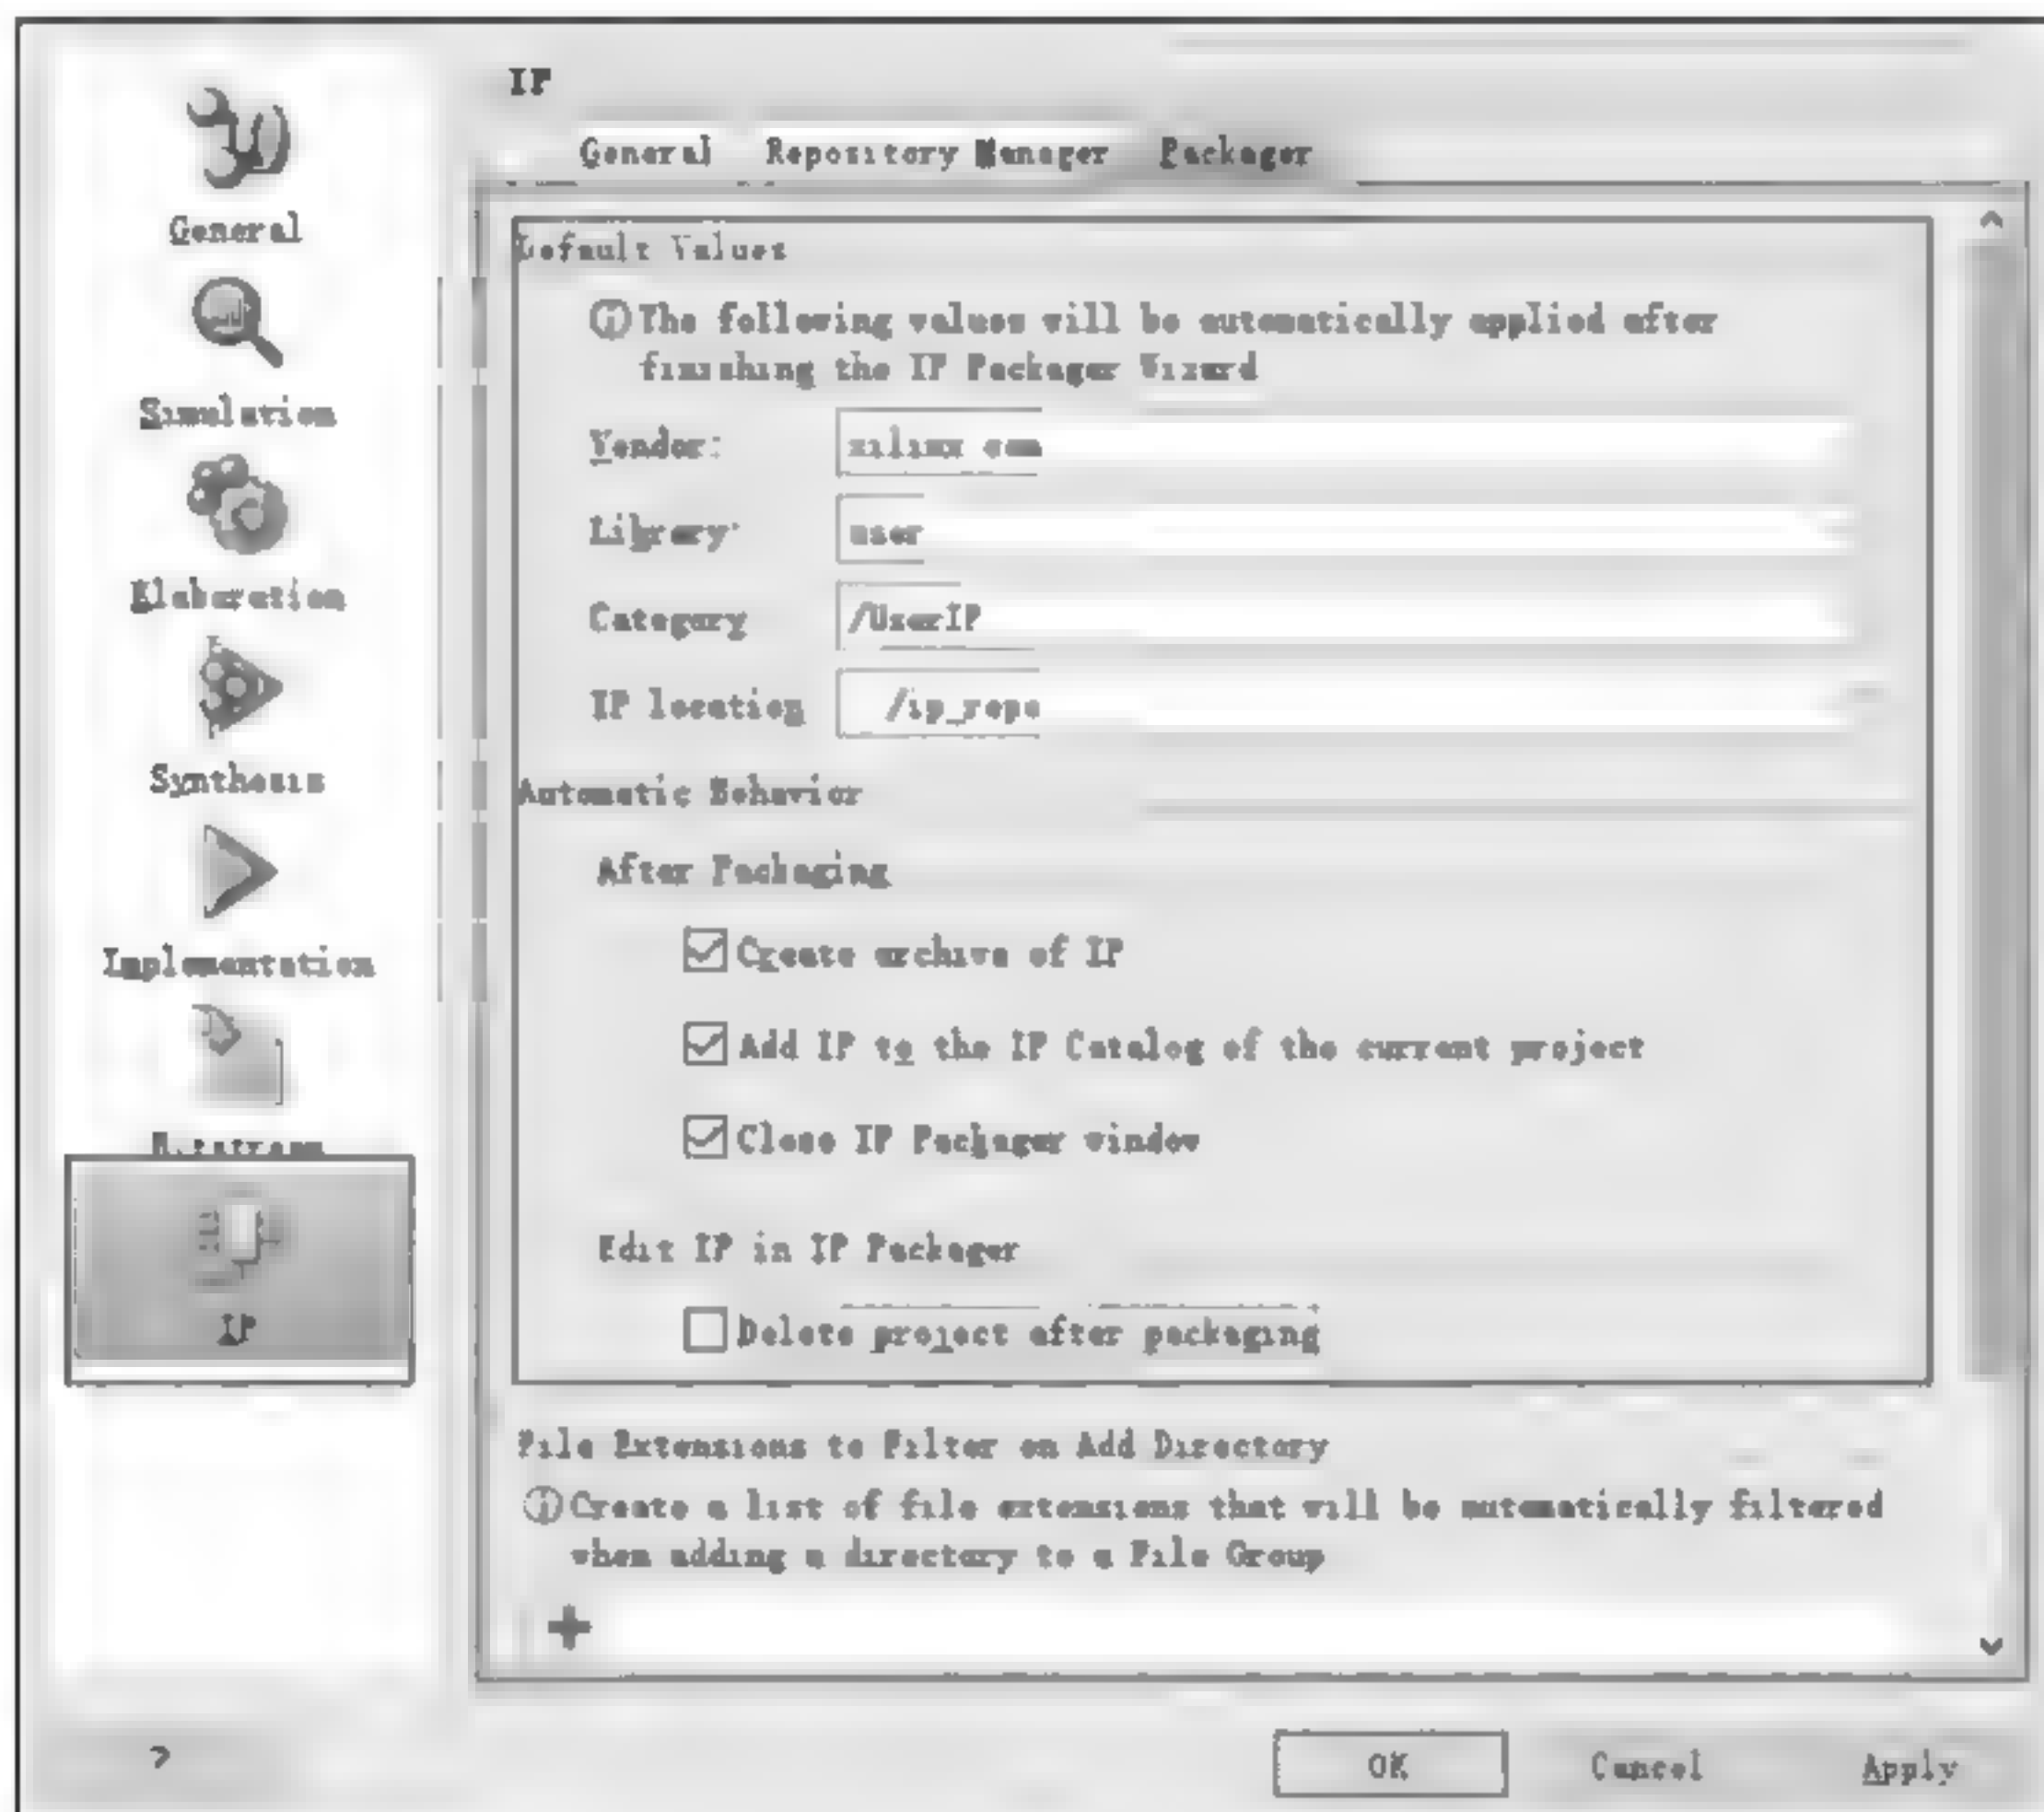 General
Simulation
Elaboration
Synthesis
Implementation
Bitstream
IP
IP
General Repository Manager Packager
Default Values
The following values will be automatically applied after
finishing the IP Packager Wizard
Vendor: xilinx.com
Library: user
Category /UserIP
IP location /ip_repo
Automatic Behavior
After Packaging
Create archive of IP
Add IP to the IP Catalog of the current project
Close IP Packager window
Edit IP in IP Packager
Delete project after packaging
File Extensions to Filter on Add Directory
Create a list of file extensions that will be automatically filtered
when adding a directory to a File Group
?
OK Cancel Apply